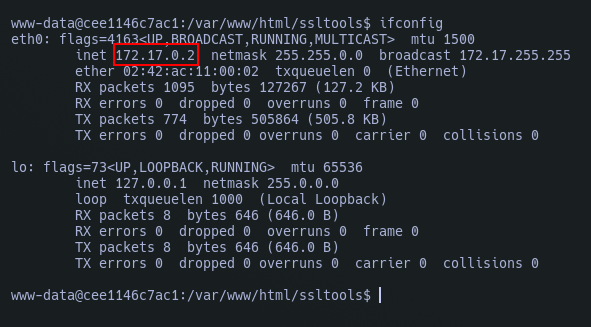 www-data@cee1146c7ac1:/var/www/html/ssltools$ ifconfig
eth0: flags=4163<UP,BROADCAST,RUNNING,MULTICAST>  mtu 1500
        inet 172.17.0.2  netmask 255.255.0.0  broadcast 172.17.255.255
        ether 02:42:ac:11:00:02  txqueuelen 0  (Ethernet)
        RX packets 1095  bytes 127267 (127.2 KB)
        RX errors 0  dropped 0  overruns 0  frame 0
        TX packets 774  bytes 505864 (505.8 KB)
        TX errors 0  dropped 0 overruns 0  carrier 0  collisions 0

lo: flags=73<UP,LOOPBACK,RUNNING>  mtu 65536
        inet 127.0.0.1  netmask 255.0.0.0
        loop  txqueuelen 1000  (Local Loopback)
        RX packets 8  bytes 646 (646.0 B)
        RX errors 0  dropped 0  overruns 0  frame 0
        TX packets 8  bytes 646 (646.0 B)
        TX errors 0  dropped 0 overruns 0  carrier 0  collisions 0

www-data@cee1146c7ac1:/var/www/html/ssltools$